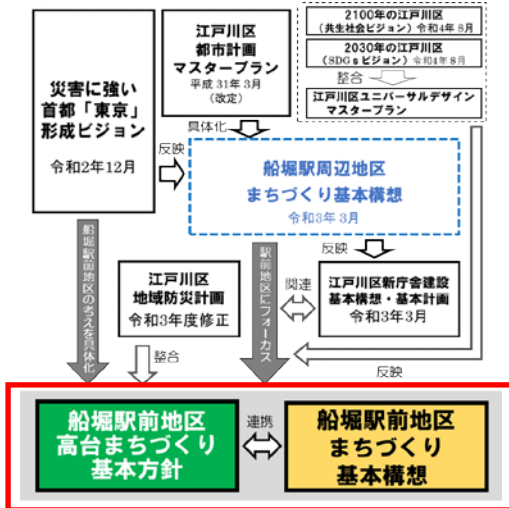 2100年の江戸川区
(共生社会ビジョン) 令和4年8月
2030年の江戸川区
(SDGsビジョン) 令和4年8月
整合
江戸川区ユニバーサルデザイン
マスタープラン
江戸川区
都市計画
マスタープラン
平成31年3月
(改定)
具体化
災害に強い
首都「東京」
形成ビジョン
令和2年12月
反映
船堀駅周辺地区
まちづくり基本構想
令和3年3月
反映
船堀駅前地区の考えを具体化
江戸川区
地域防災計画
令和3年度修正
駅前地区にフォーカス
関連
江戸川区新庁舎建設
基本構想・基本計画
令和3年3月
整合
反映
船堀駅前地区
高台まちづくり
基本方針
連携
船堀駅前地区
まちづくり
基本構想